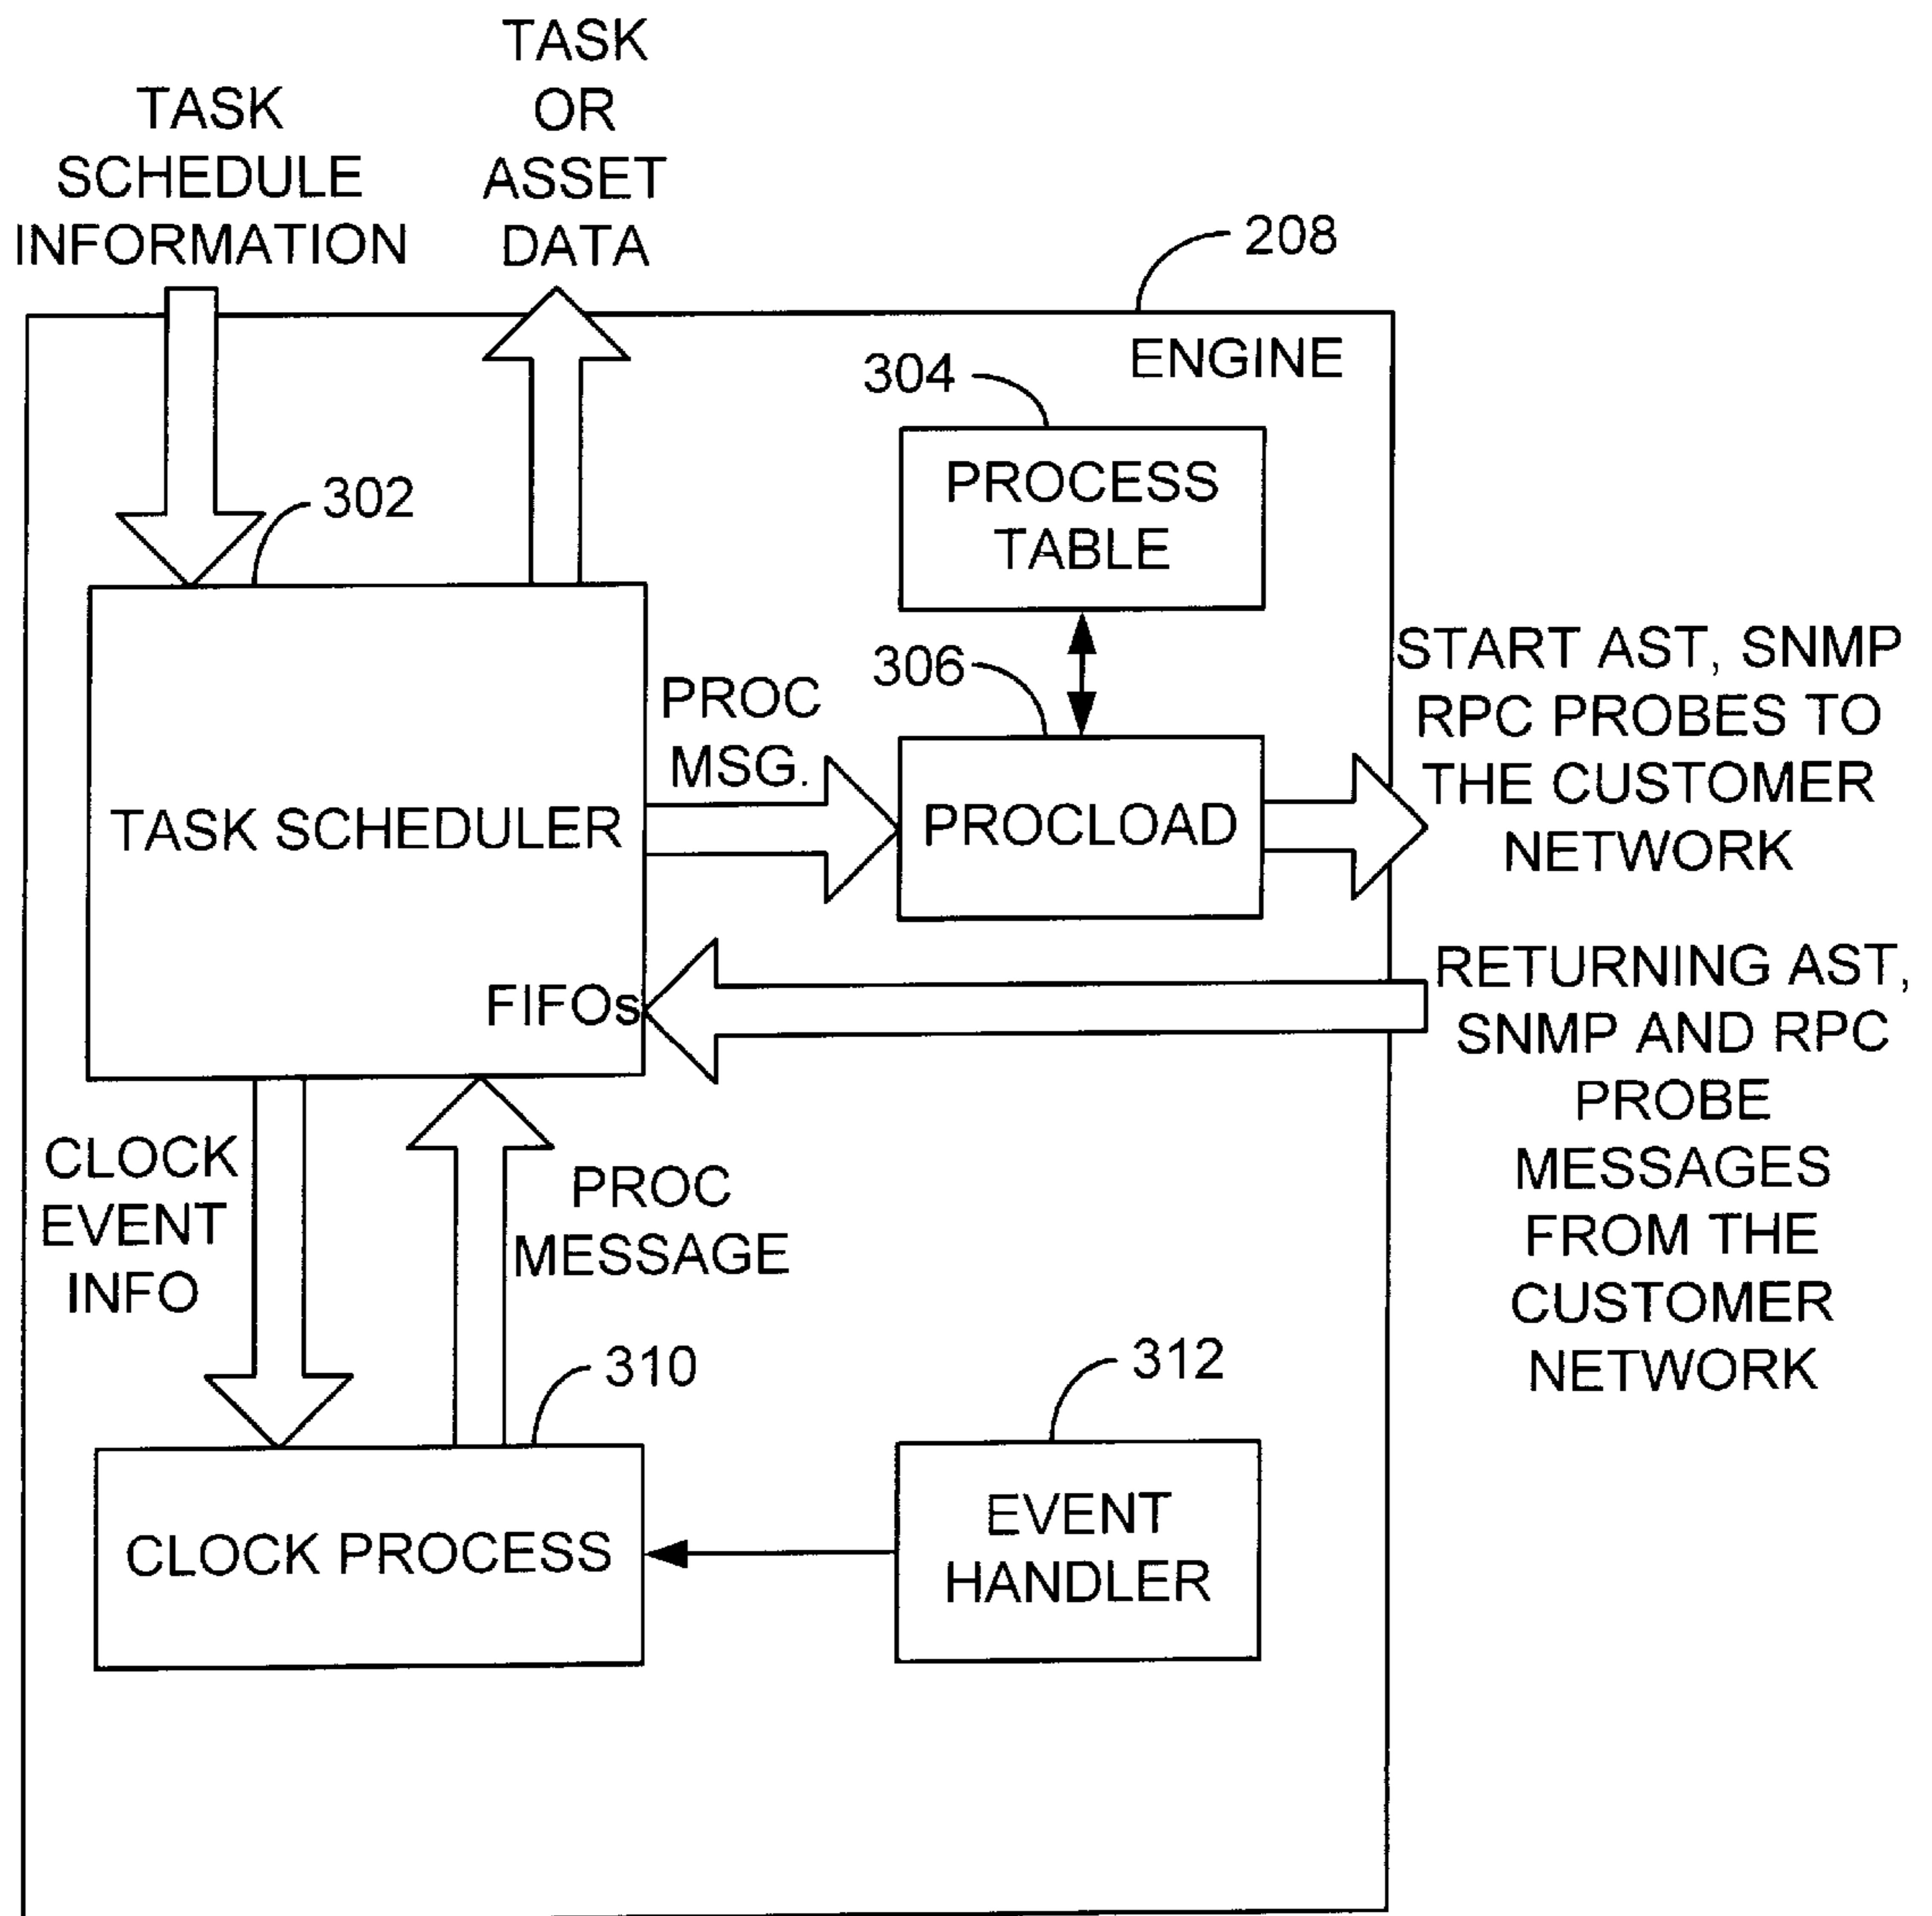 TASK
SCHEDULE
INFORMATION
TASK
OR
ASSET
DATA
208
ENGINE
304
PROCESS
TABLE
302
306
PROC
MSG.
TASK SCHEDULER
PROCLOAD
START AST, SNMP
RPC PROBES TO
THE CUSTOMER
NETWORK
FIFOs
RETURNING AST,
SNMP AND RPC
PROBE
MESSAGES
FROM THE
CUSTOMER
NETWORK
CLOCK
EVENT
INFO
PROC
MESSAGE
310
312
CLOCK PROCESS
EVENT
HANDLER